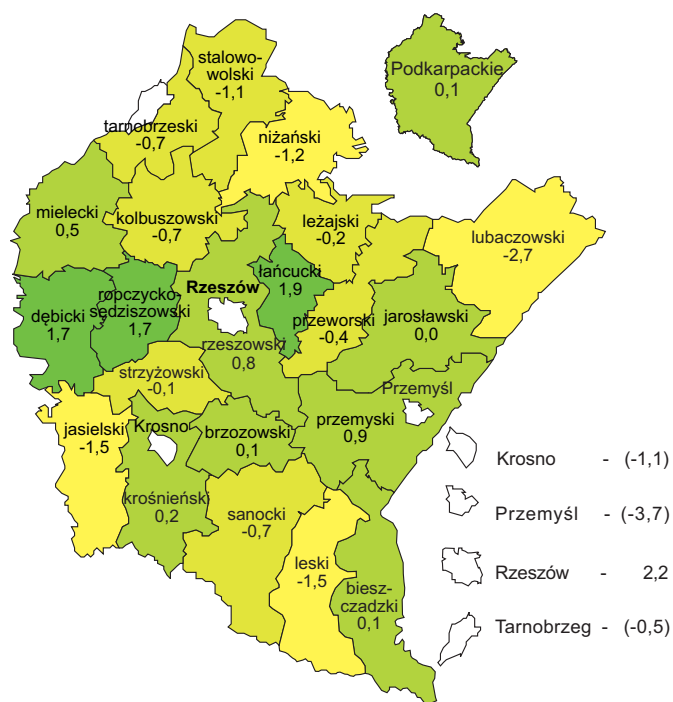 stalowo-
wolski
-1,1
Podkarpackie
0,1
tarnobrzeski
-0,7
niżański
-1,2
mielecki
0,5
kolbuszowski
-0,7
leżajski
-0,2
lubaczowski
-2,7
łańcucki
1,9
Rzeszów
ropczycko-
sędziszowski
1,7
dębicki
1,7
przeworski
-0,4
jarosławski
0,0
rzeszowski
0,8
strzyżowski
-0,1
Przemyśl
jasielski
-1,5
Krosno
brzozowski
0,1
przemyski
0,9
krośnieński
0,2
sanocki
-0,7
leski
-1,5
biesz-
czadzki
0,1
Krosno - (-1,1)
Przemyśl - (-3,7)
Rzeszów - 2,2
Tarnobrzeg - (-0,5)